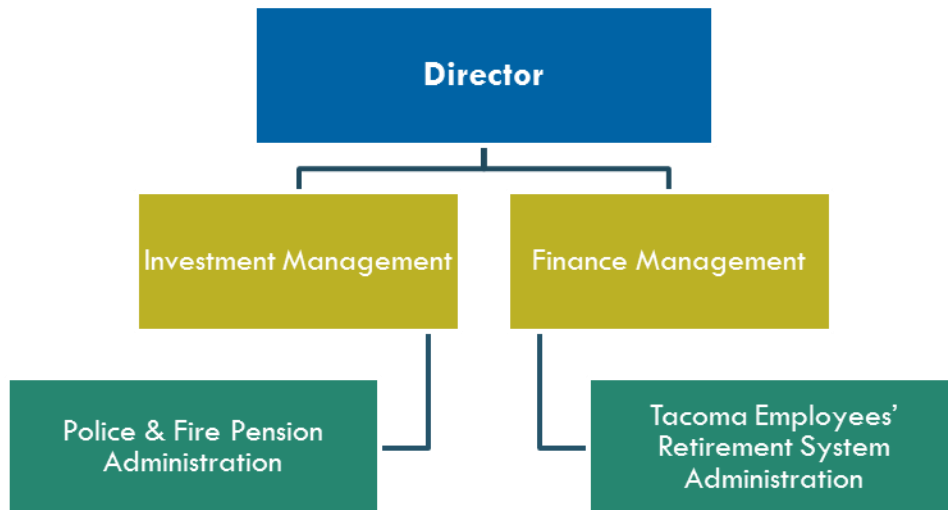 Director
Investment Management
Finance Management
Police & Fire Pension
Administration
Tacoma Employees’
Retirement System
Administration